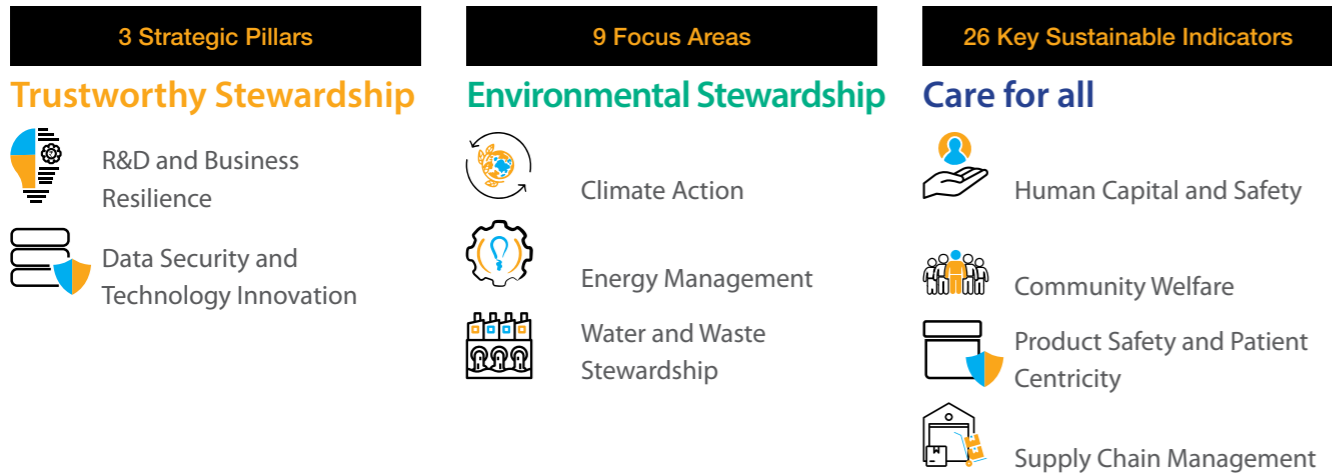 3 Strategic Pillars
9 Focus Areas
26 Key Sustainable Indicators
Trustworthy Stewardship
R&D and Business
Resilience
Data Security and
Technology Innovation
Environmental Stewardship
Climate Action
Energy Management
Water and Waste
Stewardship
Care for all
Human Capital and Safety
Community Welfare
Product Safety and Patient
Centricity
Supply Chain Management